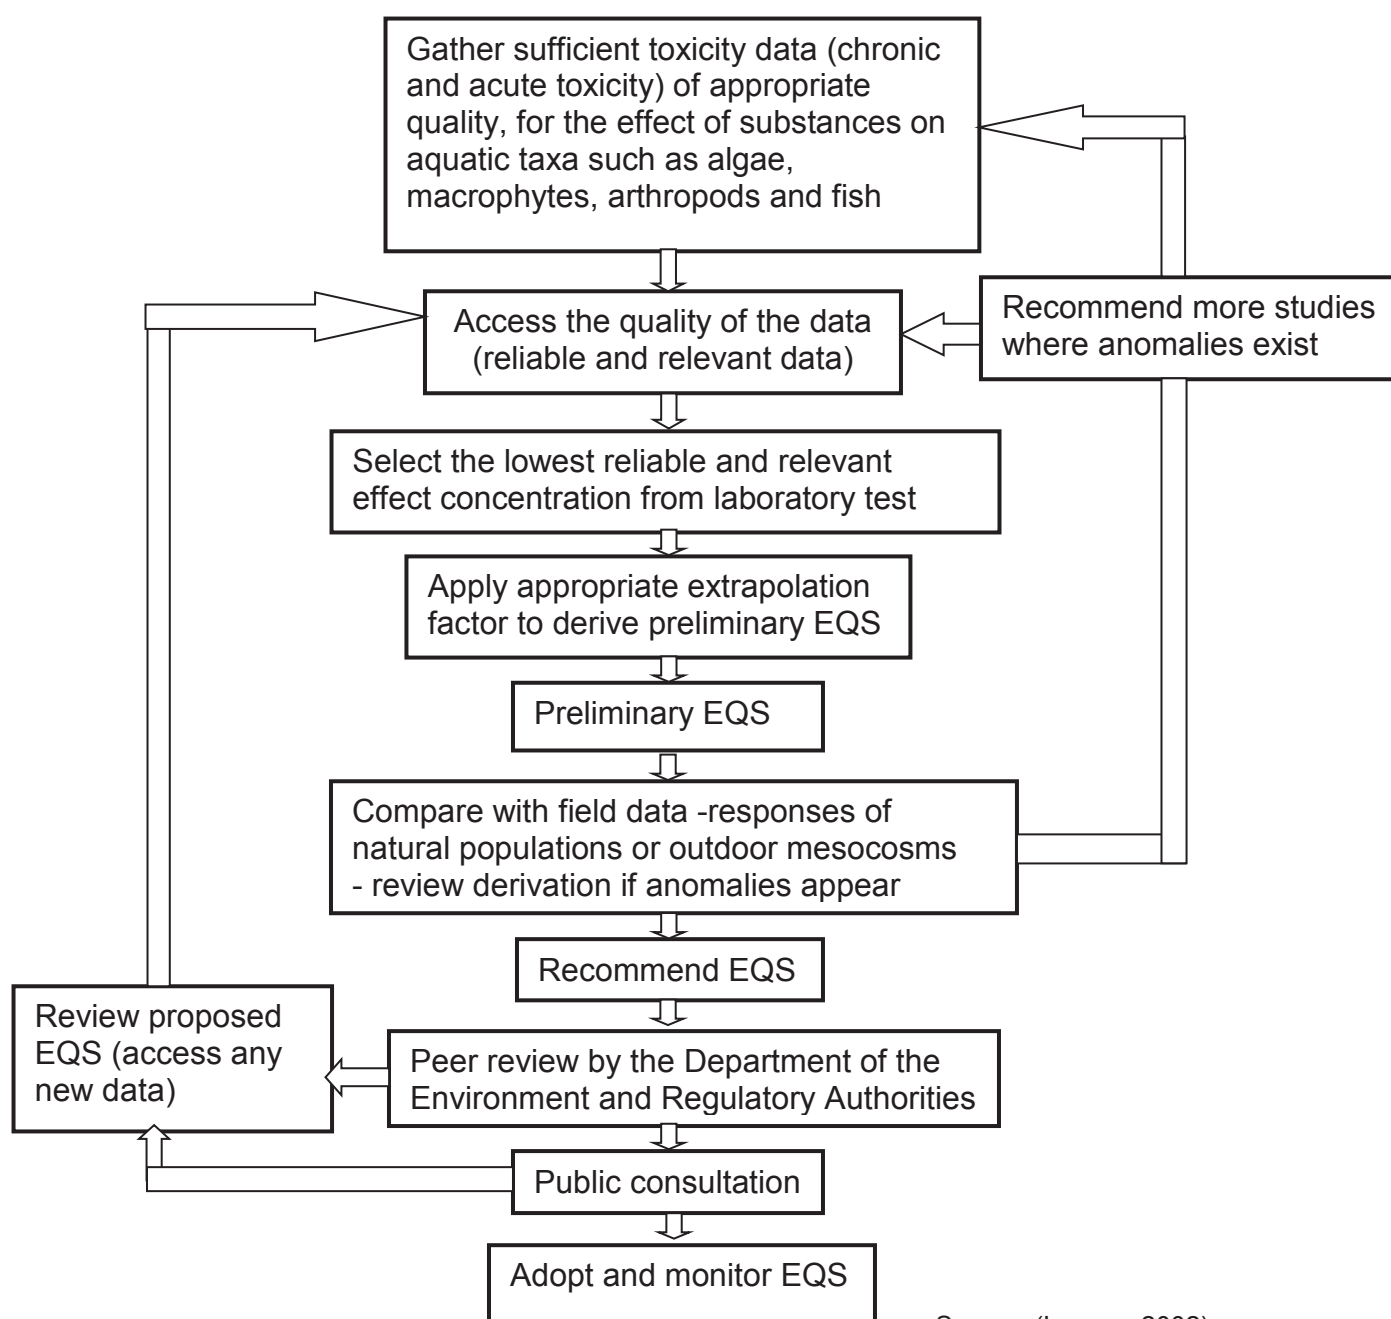 Gather sufficient toxicity data (chronic
and acute toxicity) of appropriate
quality, for the effect of substances on
aquatic taxa such as algae,
macrophytes, arthropods and fish
Access the quality of the data
(reliable and relevant data)
Recommend more studies
where anomalies exist
Select the lowest reliable and relevant
effect concentration from laboratory test
Apply appropriate extrapolation
factor to derive preliminary EQS
Preliminary EQS
Compare with field data -responses of
natural populations or outdoor mesocosms
- review derivation if anomalies appear
Recommend EQS
Review proposed
EQS (access any
new data)
Peer review by the Department of the
Environment and Regulatory Authorities
Public consultation
Adopt and monitor EQS